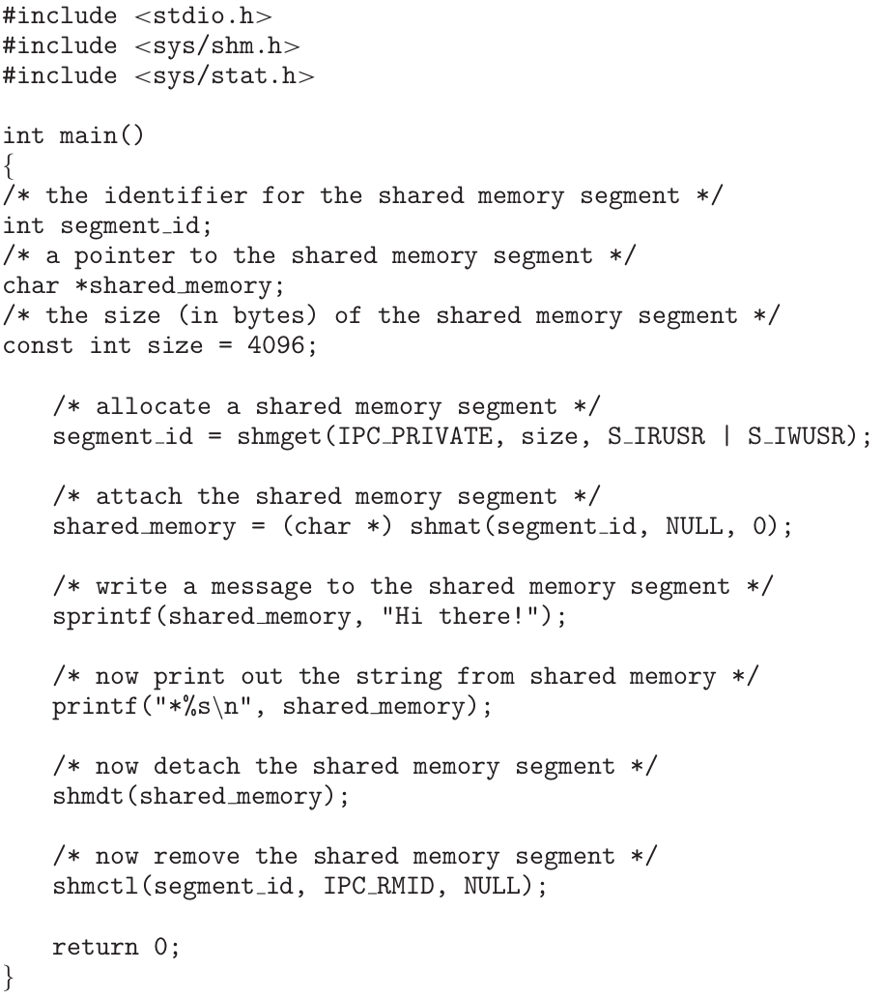 #include <stdio.h>
#include <sys/shm.h>
#include <sys/stat.h>
int main()
{
/* the identifier for the shared memory segment */
int segment_id;
/* a pointer to the shared memory segment */
char *shared_memory;
/* the size (in bytes) of the shared memory segment */
const int size = 4096;
/* allocate a shared memory segment */
segment_id = shmget(IPC_PRIVATE, size, S_IRUSR | S_IWUSR);
/* attach the shared memory segment */
shared_memory = (char *) shmat(segment_id, NULL, 0);
/* write a message to the shared memory segment */
sprintf(shared_memory, "Hi there!");
/* now print out the string from shared memory */
printf("*%s\n", shared_memory);
/* now detach the shared memory segment */
shmdt(shared_memory);
/* now remove the shared memory segment */
shmctl(segment_id, IPC_RMID, NULL);
return 0;
}